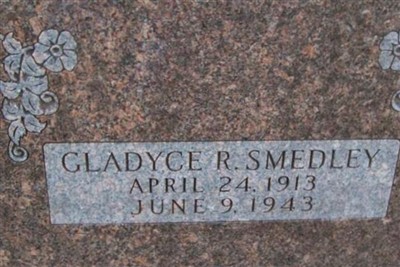 GLADYCE R. SMEDLEY
APRIL 24, 1913
JUNE 9, 1943